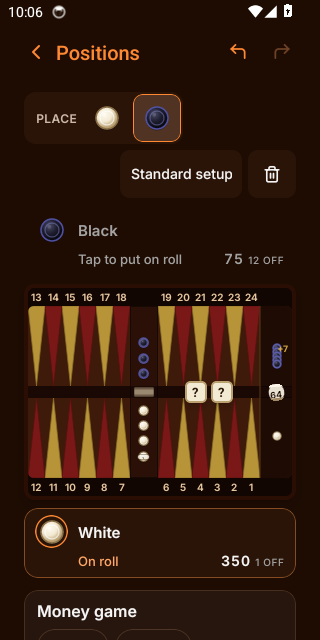 10:06
Positions
PLACE
Standard setup
Black
Tap to put on roll 75 12 OFF
13 14 15 16 17 18 19 20 21 22 23 24
+7
? ? 64
12 11 10 9 8 7 6 5 4 3 2 1
White
On roll 350 1 OFF
Money game